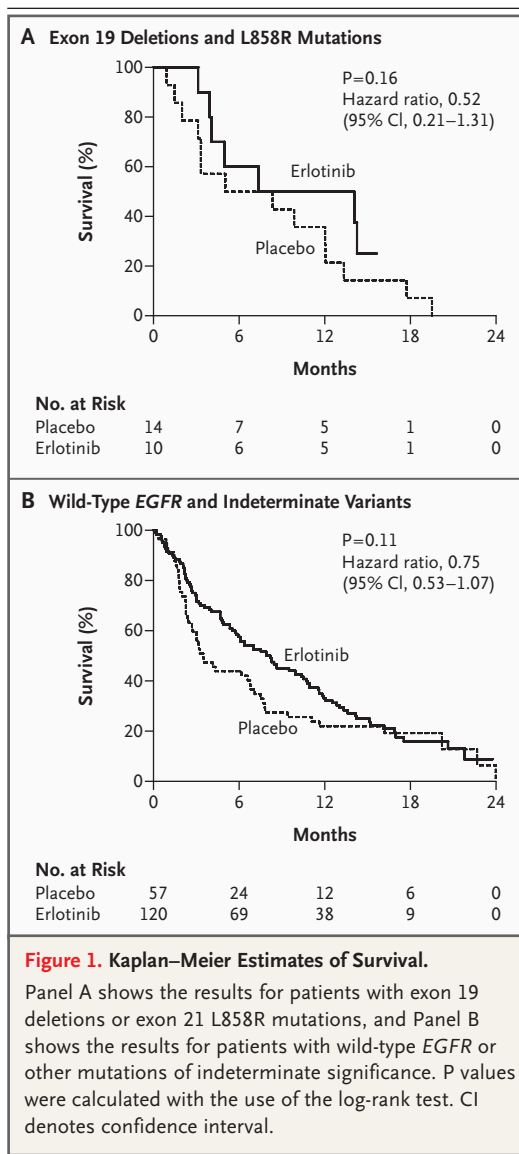 A Exon 19 Deletions and L858R Mutations
100
80
60
40
20
0
Survival (%)
P=0.16
Hazard ratio, 0.52
(95% Cl, 0.21–1.31)
Erlotinib
Placebo
0 6 12 18 24
Months
No. at Risk
Placebo 14 7 5 1 0
Erlotinib 10 6 5 1 0
B Wild-Type EGFR and Indeterminate Variants
100
80
60
40
20
0
Survival (%)
P=0.11
Hazard ratio, 0.75
(95% Cl, 0.53–1.07)
Erlotinib
Placebo
0 6 12 18 24
Months
No. at Risk
Placebo 57 24 12 6 0
Erlotinib 120 69 38 9 0
Figure 1. Kaplan–Meier Estimates of Survival.
Panel A shows the results for patients with exon 19
deletions or exon 21 L858R mutations, and Panel B
shows the results for patients with wild-type EGFR or
other mutations of indeterminate significance. P values
were calculated with the use of the log-rank test. CI
denotes confidence interval.